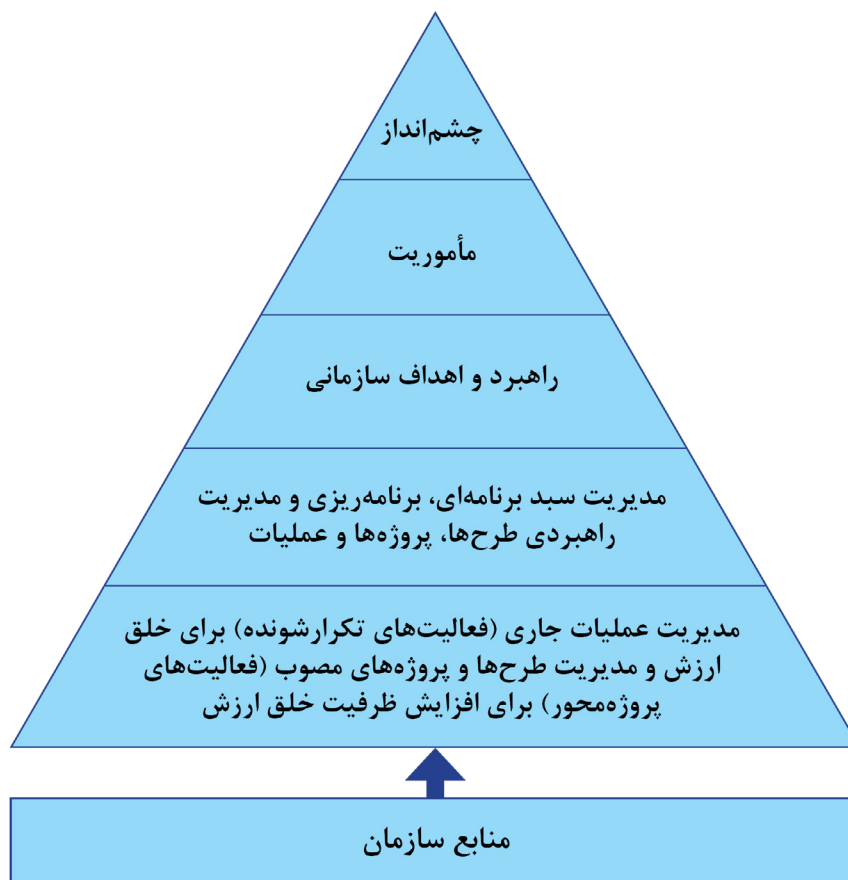 چشم‌انداز
مأموریت
راهبرد و اهداف سازمانی
مدیریت سبد برنامه‌ای، برنامه‌ریزی و مدیریت
راهبردی طرح‌ها، پروژه‌ها و عملیات
مدیریت عملیات جاری (فعالیت‌های تکرارشونده) برای خلق
ارزش و مدیریت طرح‌ها و پروژه‌های مصوب (فعالیت‌های
پروژه‌محور) برای افزایش ظرفیت خلق ارزش
منابع سازمان